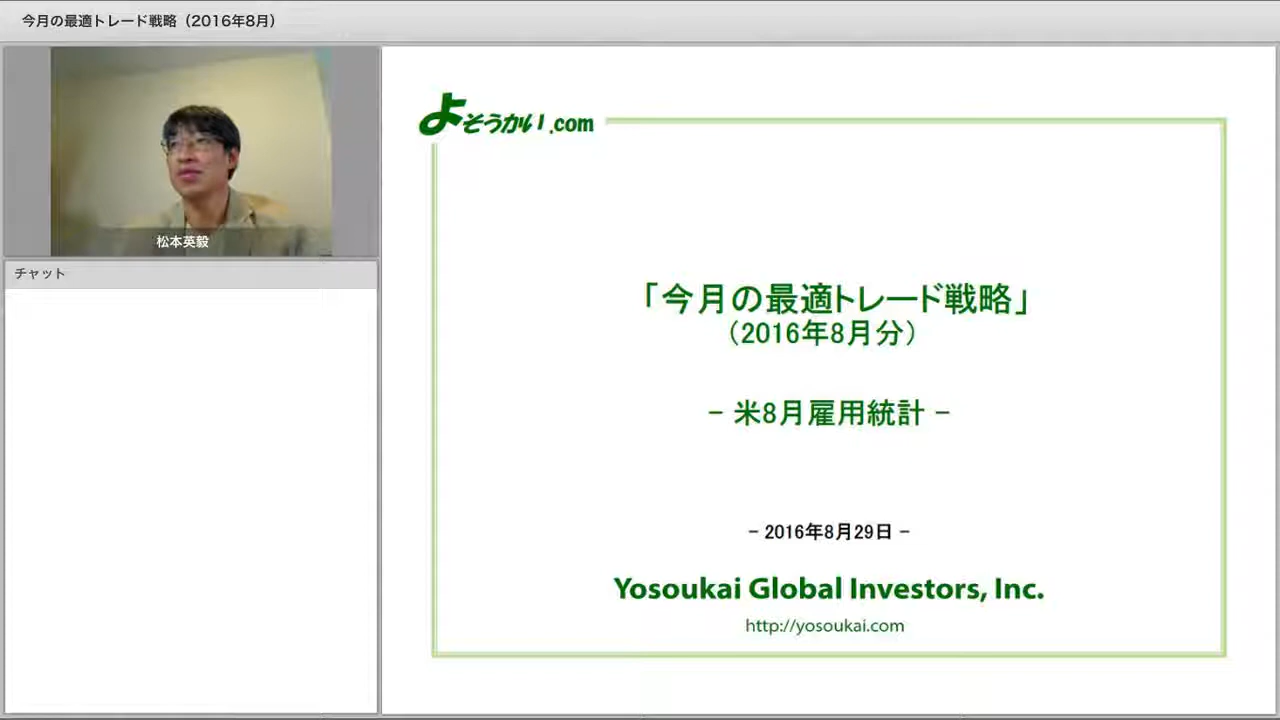 今月の最適トレード戦略（2016年8月）
松本英毅
チャット
よそうかい.com
「今月の最適トレード戦略」
（2016年8月分）
– 米8月雇用統計 –
– 2016年8月29日 –
Yosoukai Global Investors, Inc.
http://yosoukai.com